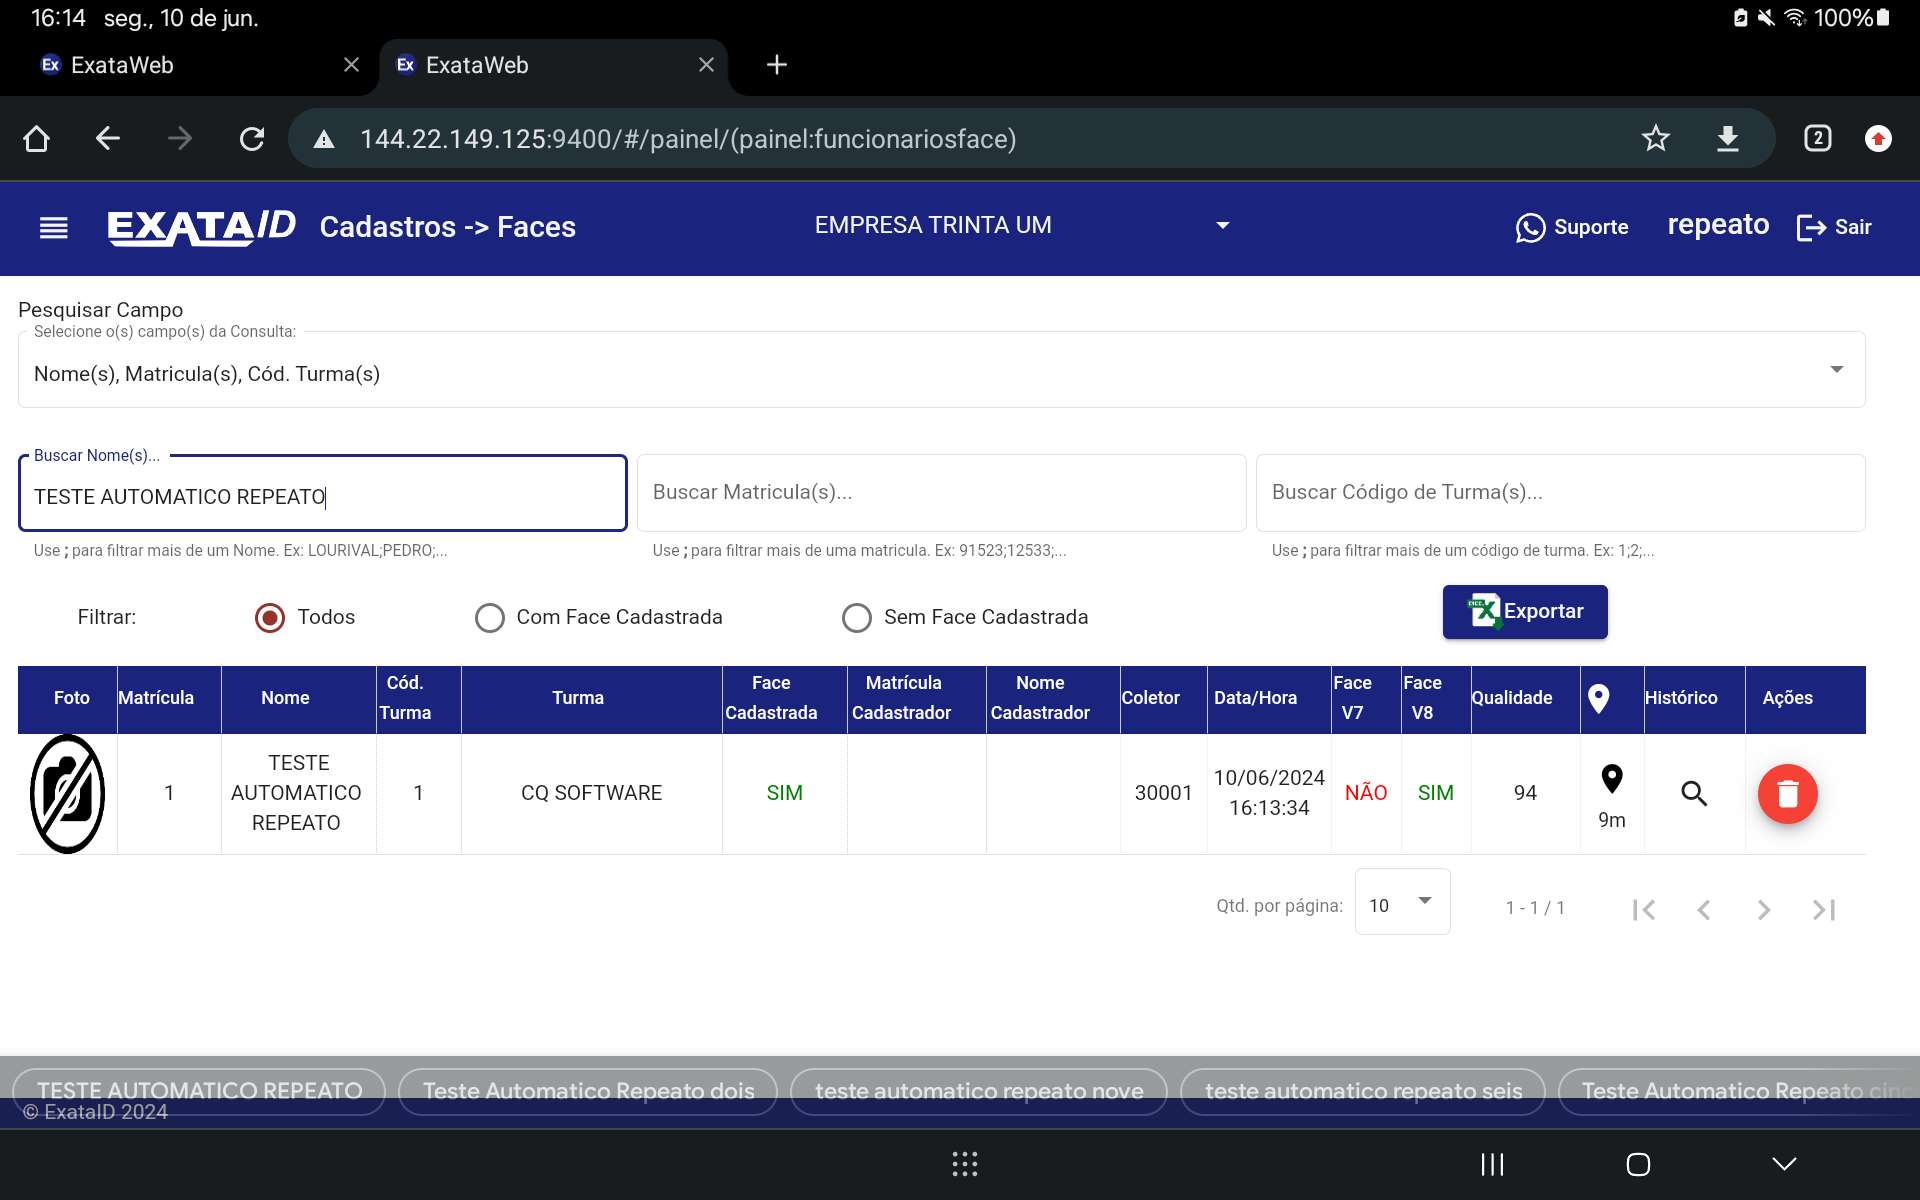 16:14 seg., 10 de jun.
100%
Ex ExataWeb
Ex ExataWeb
144.22.149.125:9400/#/painel/(painel:funcionariosface)
2
EXATAID Cadastros -> Faces
EMPRESA TRINTA UM
Suporte
repeato
Sair
Pesquisar Campo
Selecione o(s) campo(s) da Consulta:
Nome(s), Matricula(s), Cód. Turma(s)
Buscar Nome(s)...
TESTE AUTOMATICO REPEATO
Buscar Matricula(s)...
Buscar Código de Turma(s)...
Use ; para filtrar mais de um Nome. Ex: LOURIVAL;PEDRO;...
Use ; para filtrar mais de uma matricula. Ex: 91523;12533;...
Use ; para filtrar mais de um código de turma. Ex: 1;2;...
Filtrar:
Todos
Com Face Cadastrada
Sem Face Cadastrada
Exportar
Foto
Matrícula
Nome
Cód.
Turma
Turma
Face
Cadastrada
Matrícula
Cadastrador
Nome
Cadastrador
Coletor
Data/Hora
Face
V7
Face
V8
Qualidade
Histórico
Ações
1
TESTE
AUTOMATICO
REPEATO
1
CQ SOFTWARE
SIM
30001
10/06/2024
16:13:34
NÃO
SIM
94
9m
Qtd. por página:
10
1 - 1 / 1
TESTE AUTOMATICO REPEATO
Teste Automatico Repeato dois
teste automatico repeato nove
teste automatico repeato seis
Teste Automatico Repeato cinc
© ExataID 2024